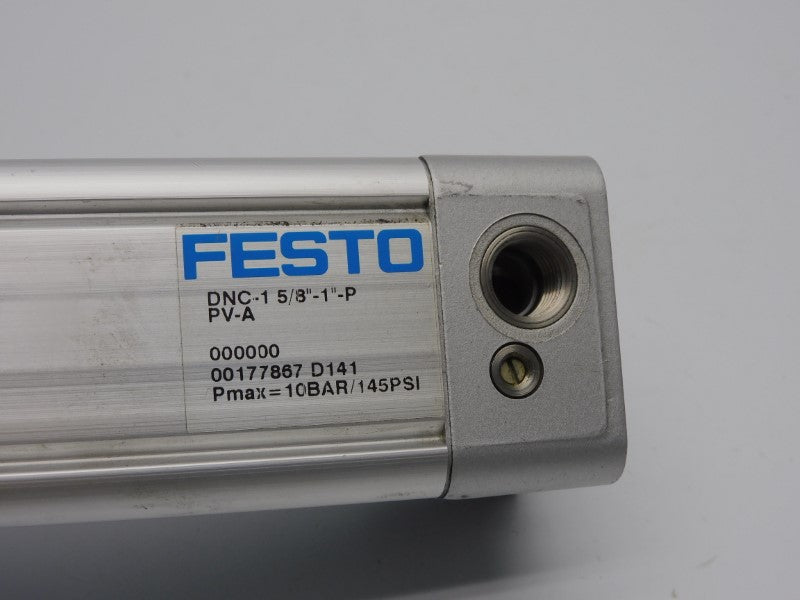 FESTO
DNC-1 5/8"-1"-P
PV-A
000000
00177867 D141
Pmax=10BAR/145PSI